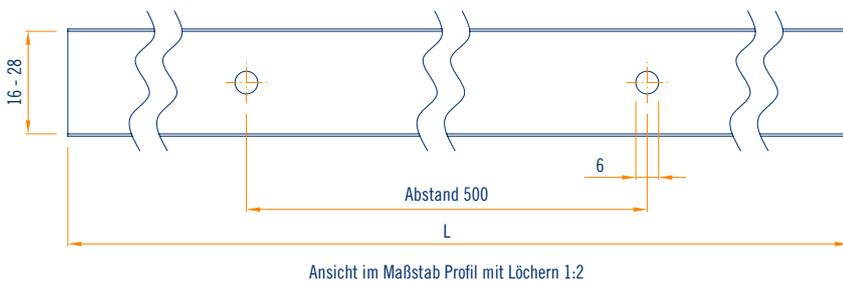 16 - 28
6
Abstand 500
L
Ansicht im Maßstab Profil mit Löchern 1:2